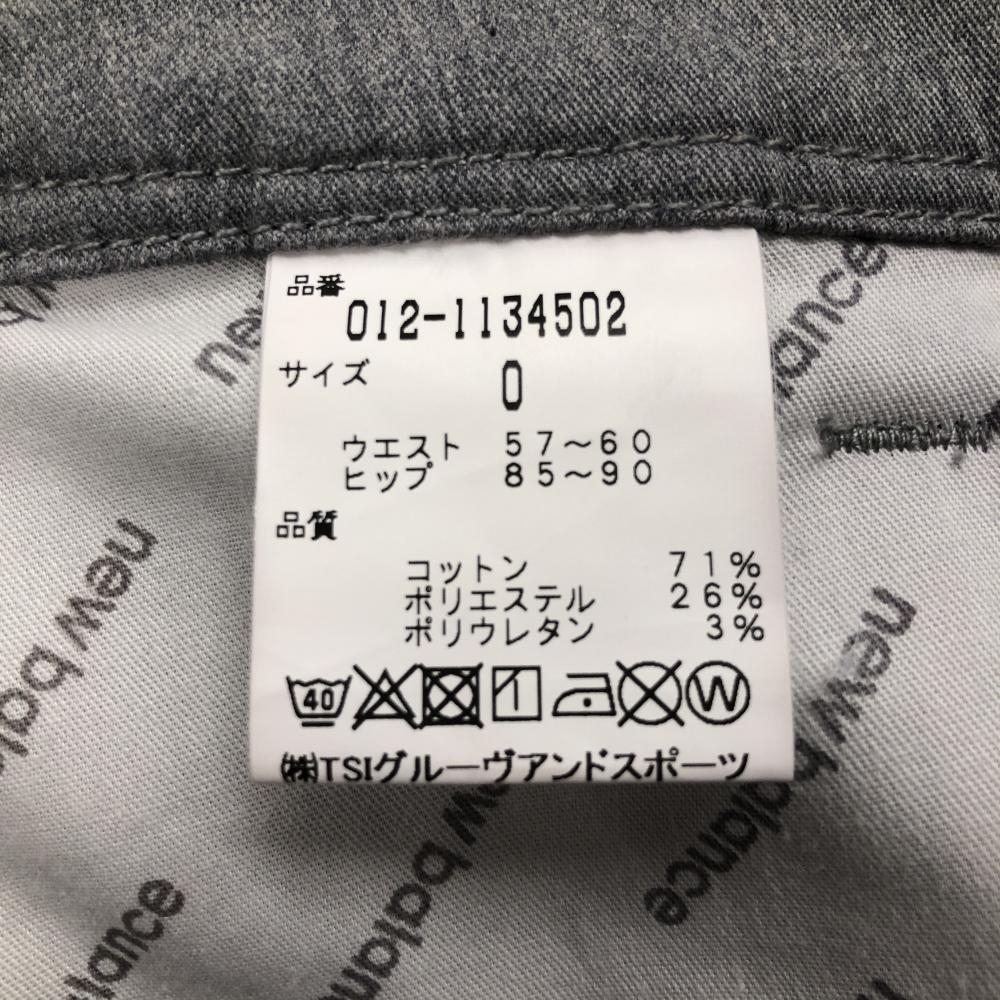 品番
012-1134502
サイズ 0
ウエスト 57～60
ヒップ 85～90
品質
コットン 71%
ポリエステル 26%
ポリウレタン 3%
40 W
㈱TSIグルーヴアンドスポーツ
new
alance
new balance
new balance
new balance
alance